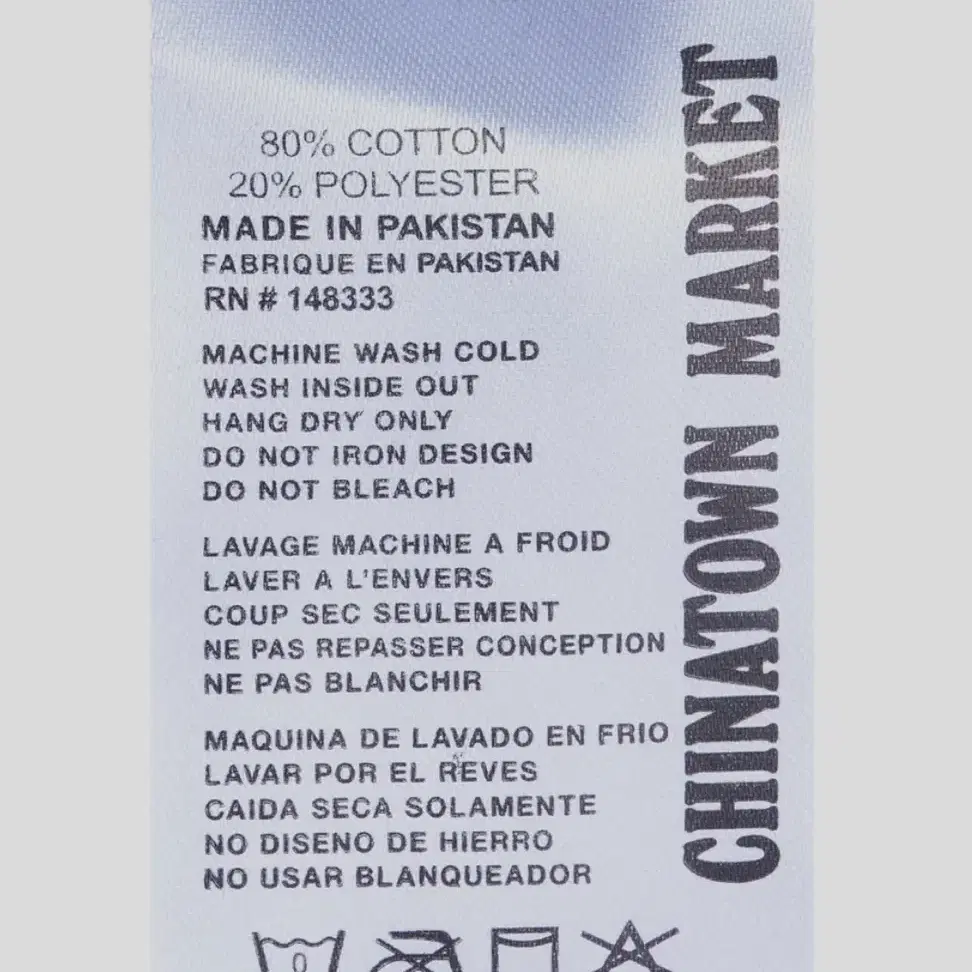 80% COTTON
20% POLYESTER
MADE IN PAKISTAN
FABRIQUE EN PAKISTAN
RN # 148333
MACHINE WASH COLD
WASH INSIDE OUT
HANG DRY ONLY
DO NOT IRON DESIGN
DO NOT BLEACH
LAVAGE MACHINE A FROID
LAVER A L'ENVERS
COUP SEC SEULEMENT
NE PAS REPASSER CONCEPTION
NE PAS BLANCHIR
MAQUINA DE LAVADO EN FRIO
LAVAR POR EL REVES
CAIDA SECA SOLAMENTE
NO DISENO DE HIERRO
NO USAR BLANQUEADOR
0
CHINATOWN MARKET